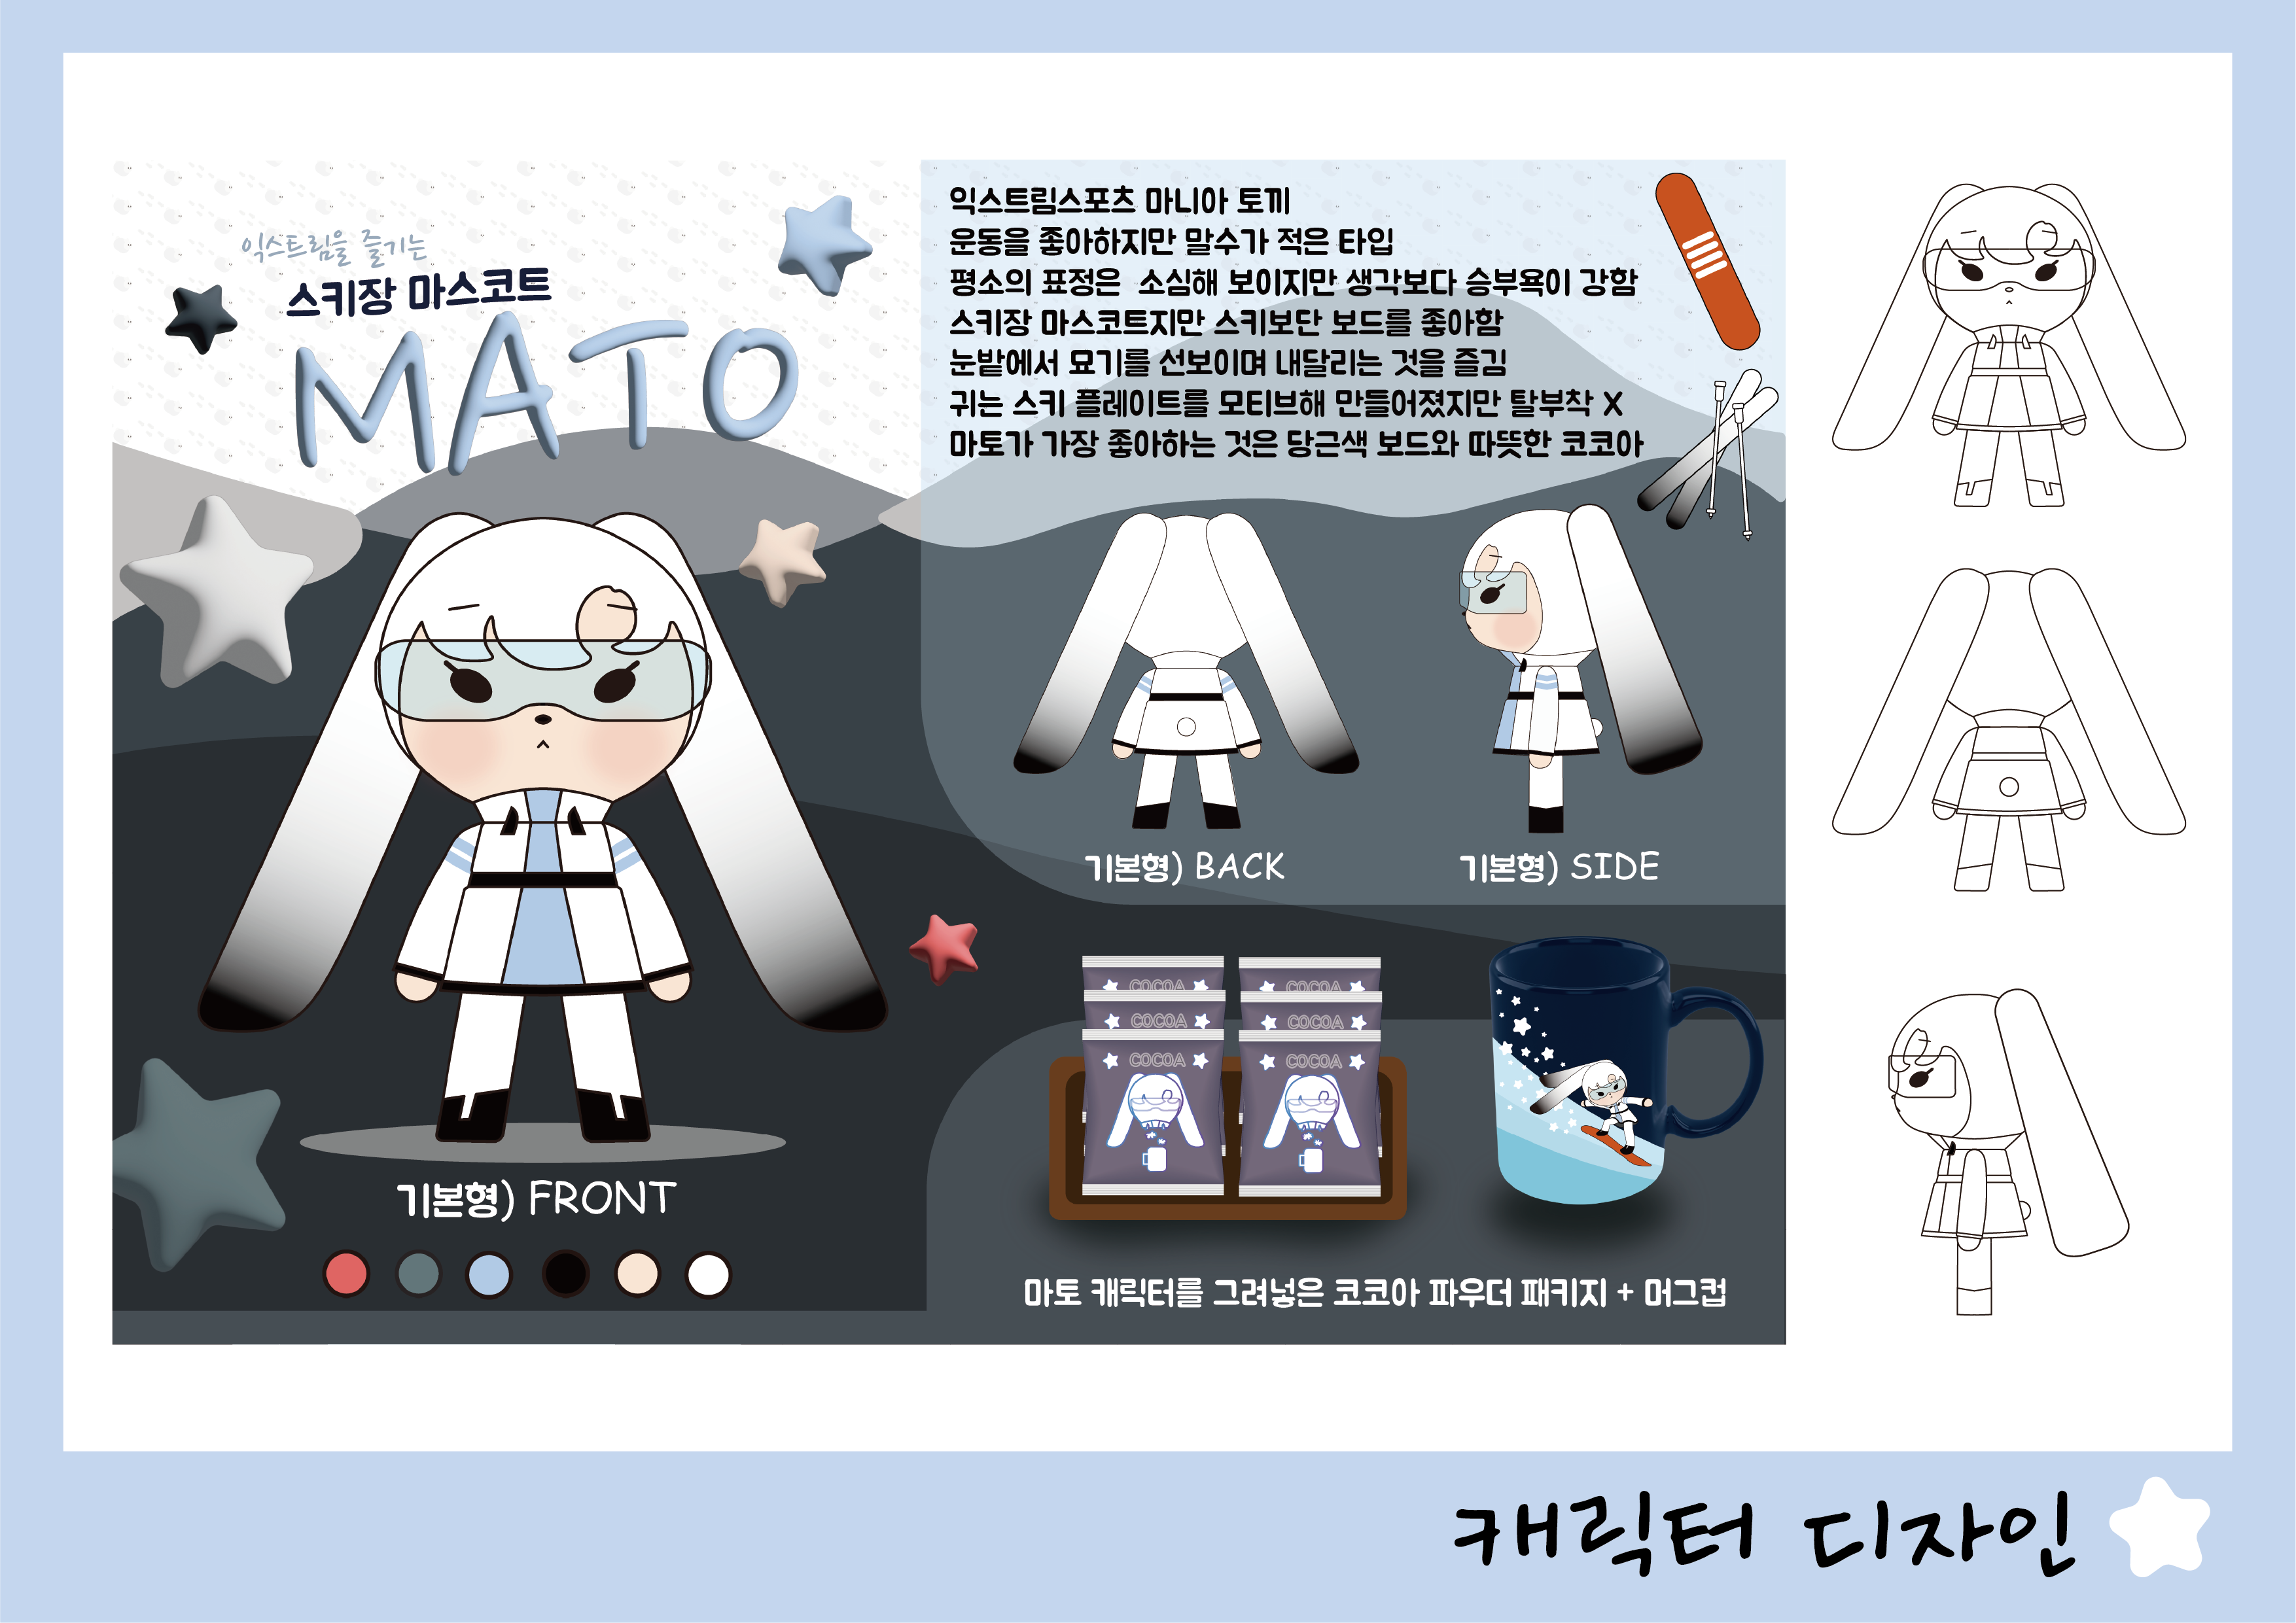 익스트림을 즐기는
스키장 마스코트
MATO
익스트림스포츠 마니아 토끼
운동을 좋아하지만 말수가 적은 타입
평소의 표정은 소심해 보이지만 생각보다 승부욕이 강함
스키장 마스코트지만 스키보단 보드를 좋아함
눈밭에서 묘기를 선보이며 내달리는 것을 즐김
귀는 스키 플레이트를 모티브해 만들어졌지만 탈부착 X
마토가 가장 좋아하는 것은 당근색 보드와 따뜻한 코코아
기본형) BACK
기본형) SIDE
기본형) FRONT
COCOA
COCOA
COCOA
COCOA
COCOA
COCOA
마토 캐릭터를 그려넣은 코코아 파우더 패키지 + 머그컵
캐릭터 디자인